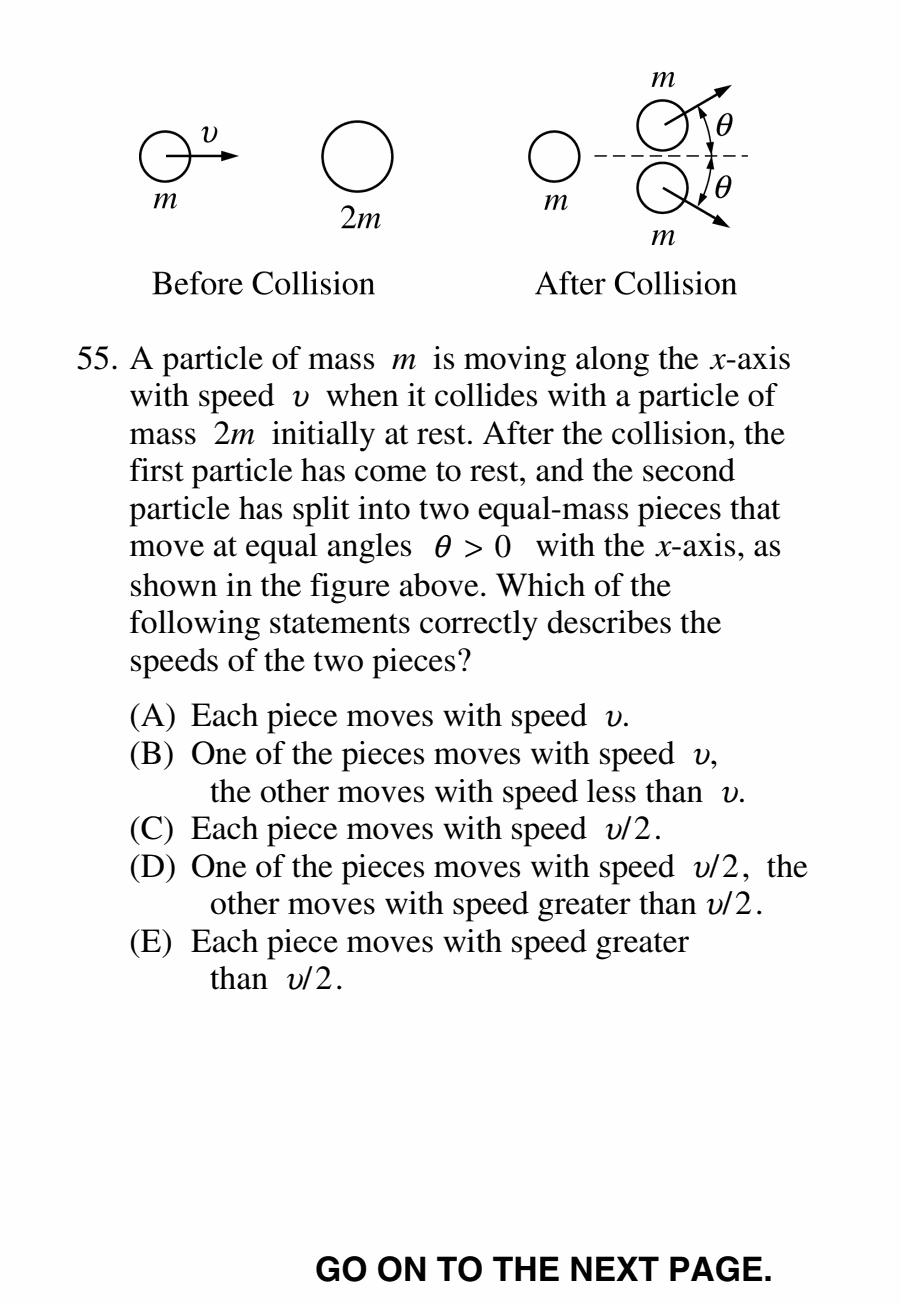 m
υ
θ
m
2m
m
θ
m
Before Collision After Collision
55. A particle of mass m is moving along the x-axis
with speed υ when it collides with a particle of
mass 2m initially at rest. After the collision, the
first particle has come to rest, and the second
particle has split into two equal-mass pieces that
move at equal angles θ > 0 with the x-axis, as
shown in the figure above. Which of the
following statements correctly describes the
speeds of the two pieces?
(A) Each piece moves with speed υ.
(B) One of the pieces moves with speed υ,
the other moves with speed less than υ.
(C) Each piece moves with speed υ/2.
(D) One of the pieces moves with speed υ/2, the
other moves with speed greater than υ/2.
(E) Each piece moves with speed greater
than υ/2.
GO ON TO THE NEXT PAGE.